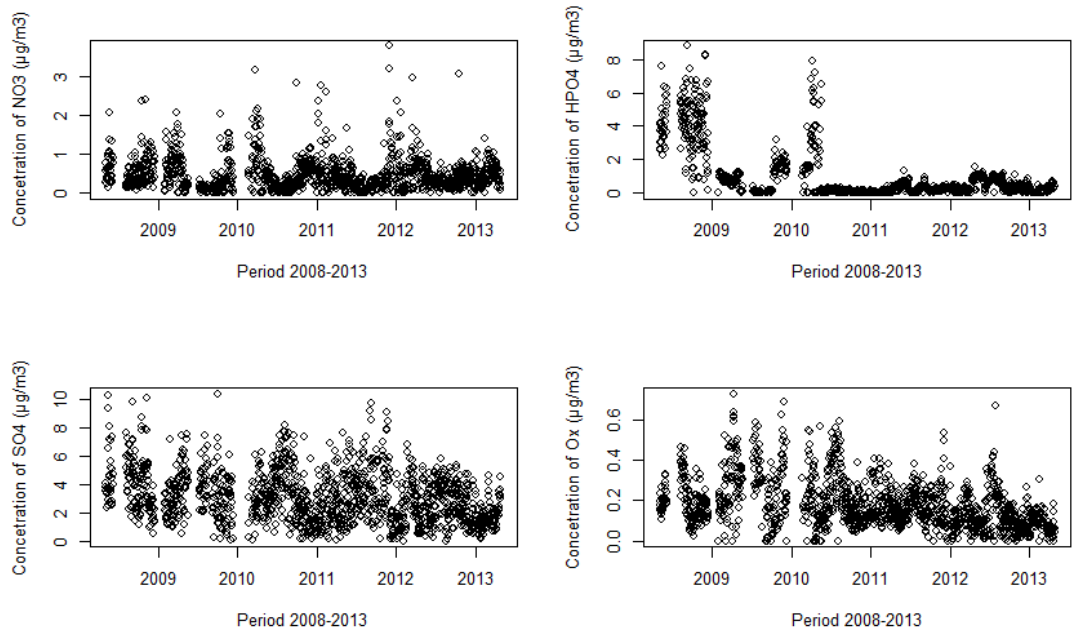 Concetration of NO3 (µg/m3)
3
2
1
0
2009 2010 2011 2012 2013
Period 2008-2013
Concetration of HPO4 (µg/m3)
8
6
4
2
0
2009 2010 2011 2012 2013
Period 2008-2013
Concetration of SO4 (µg/m3)
10
8
6
4
2
0
2009 2010 2011 2012 2013
Period 2008-2013
Concetration of Ox (µg/m3)
0.6
0.4
0.2
0.0
2009 2010 2011 2012 2013
Period 2008-2013